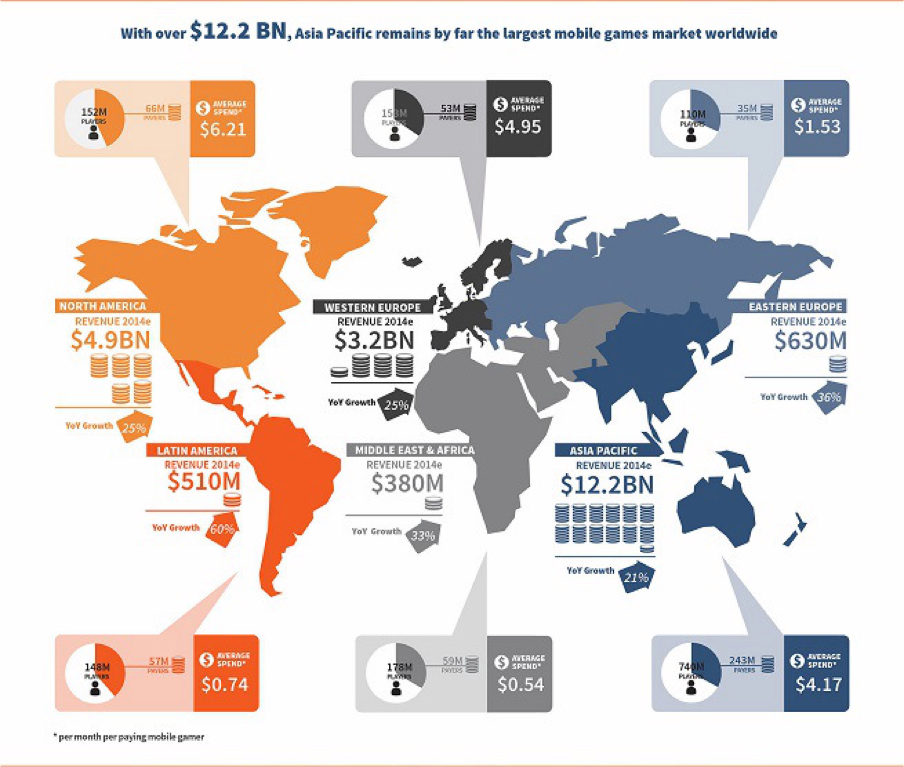 With over $12.2 BN, Asia Pacific remains by far the largest mobile games market worldwide
152M
PLAYERS
66M
PAYERS
$ AVERAGE
SPEND*
$6.21
PLAYERS
53M
PAYERS
$ AVERAGE
SPEND*
$4.95
110M
PLAYERS
35M
PAYERS
$ AVERAGE
SPEND*
$1.53
NORTH AMERICA
REVENUE 2014e
$4.9BN
YoY Growth
25%
WESTERN EUROPE
REVENUE 2014e
$3.2BN
YoY Growth
25%
EASTERN EUROPE
REVENUE 2014e
$630M
YoY Growth
36%
LATIN AMERICA
REVENUE 2014e
$510M
YoY Growth
60%
MIDDLE EAST & AFRICA
REVENUE 2014e
$380M
YoY Growth
33%
ASIA PACIFIC
REVENUE 2014e
$12.2BN
YoY Growth
21%
148M
PLAYERS
57M
PAYERS
$ AVERAGE
SPEND*
$0.74
178M
PLAYERS
59M
PAYERS
$ AVERAGE
SPEND*
$0.54
740M
PLAYERS
243M
PAYERS
$ AVERAGE
SPEND*
$4.17
* per month per paying mobile gamer